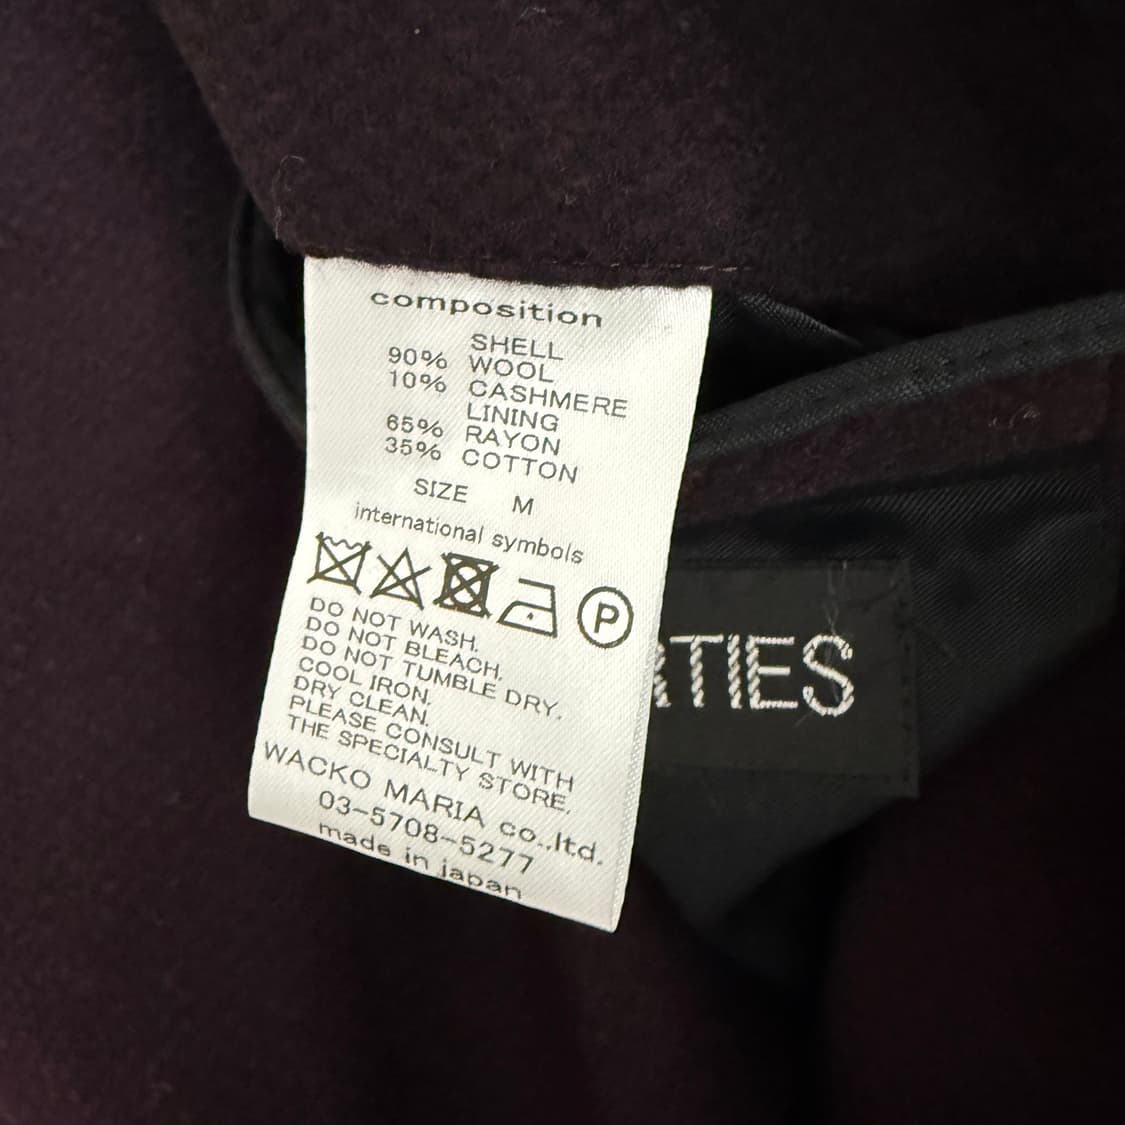 composition
SHELL
90% WOOL
10% CASHMERE
LINING
65% RAYON
35% COTTON
SIZE M
international symbols
P
DO NOT WASH.
DO NOT BLEACH.
DO NOT TUMBLE DRY.
COOL IRON.
DRY CLEAN.
PLEASE CONSULT WITH
THE SPECIALTY STORE.
WACKO MARIA co.,ltd.
03-5708-5277
made in japan
RTIES